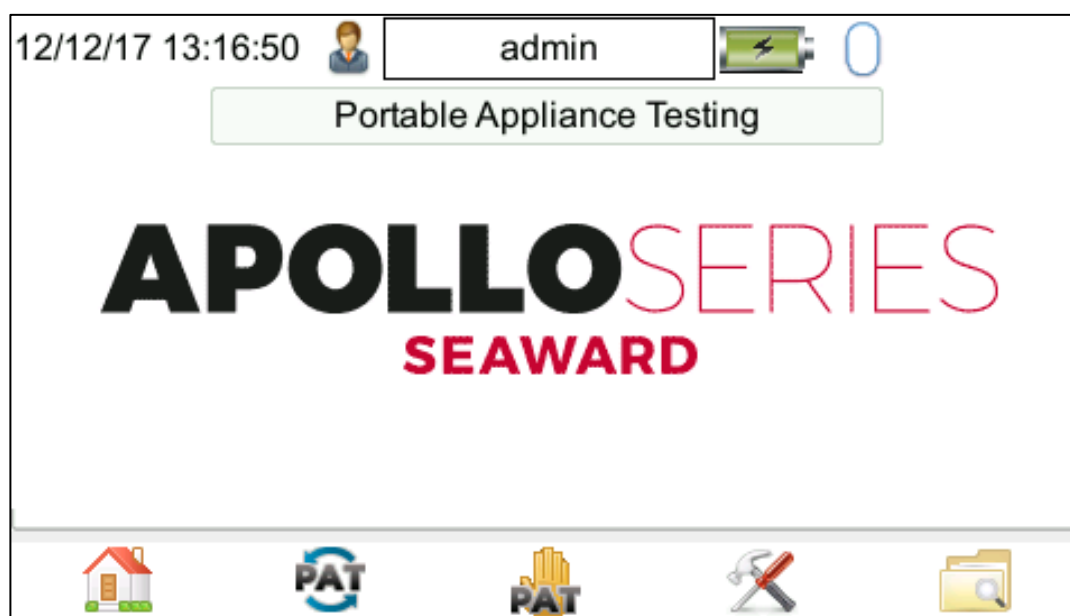 12/12/17 13:16:50 admin
Portable Appliance Testing
APOLLOSERIES
SEAWARD
PAT PAT